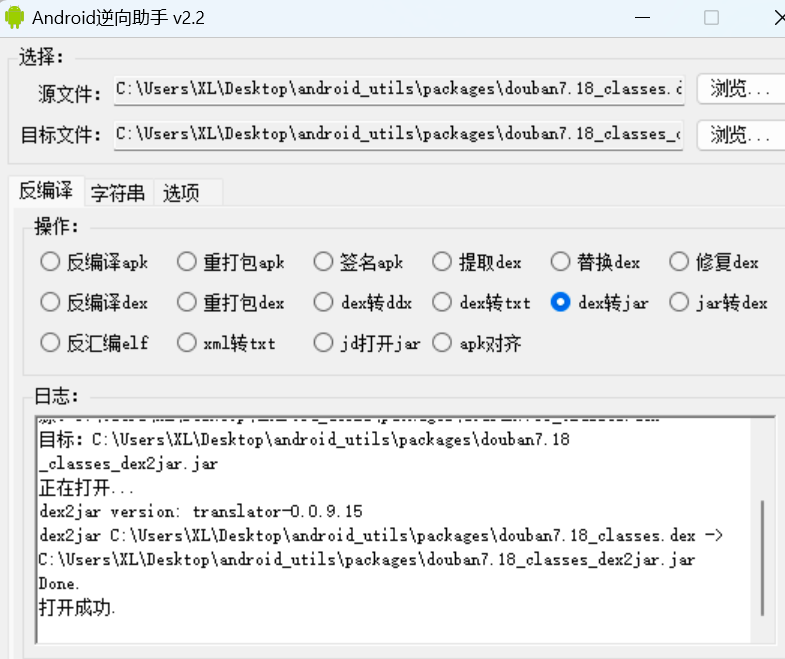 Android逆向助手 v2.2
选择：
源文件： C:\Users\XL\Desktop\android_utils\packages\douban7.18_classes. 浏览...
目标文件： C:\Users\XL\Desktop\android_utils\packages\douban7.18_classes_ 浏览...
反编译 字符串 选项
操作：
反编译apk 重打包apk 签名apk 提取dex 替换dex 修复dex
反编译dex 重打包dex dex转ddx dex转txt dex转jar jar转dex
反汇编elf xml转txt jd打开jar apk对齐
日志：
目标：C:\Users\XL\Desktop\android_utils\packages\douban7.18
_classes_dex2jar.jar
正在打开...
dex2jar version: translator-0.0.9.15
dex2jar C:\Users\XL\Desktop\android_utils\packages\douban7.18_classes.dex ->
C:\Users\XL\Desktop\android_utils\packages\douban7.18_classes_dex2jar.jar
Done.
打开成功.